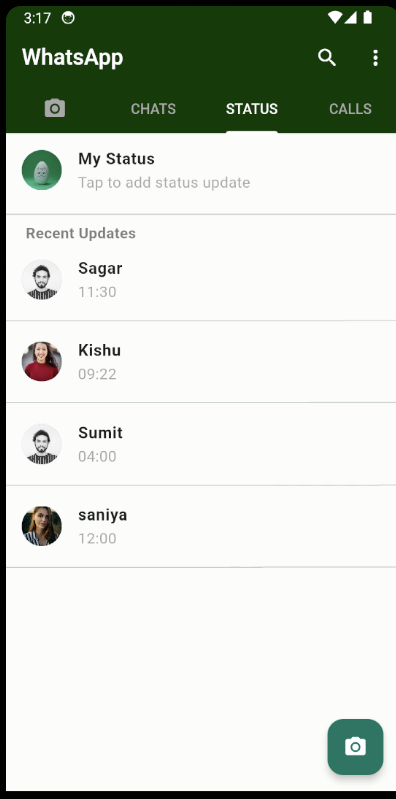 3:17
WhatsApp
CHATS STATUS CALLS
My Status
Tap to add status update
Recent Updates
Sagar
11:30
Kishu
09:22
Sumit
04:00
saniya
12:00